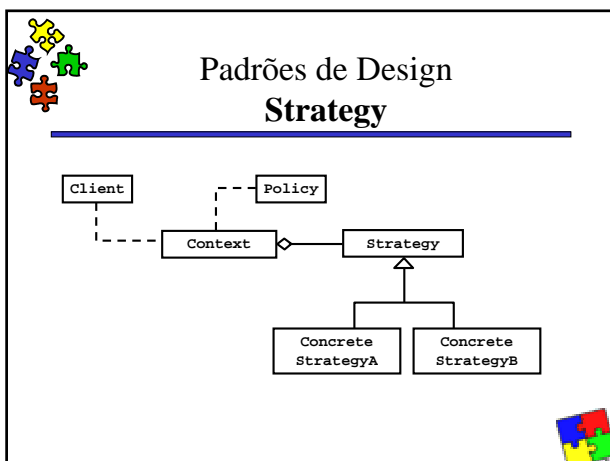 Padrões de Design
Strategy
Client
Policy
Context
Strategy
Concrete
StrategyA
Concrete
StrategyB